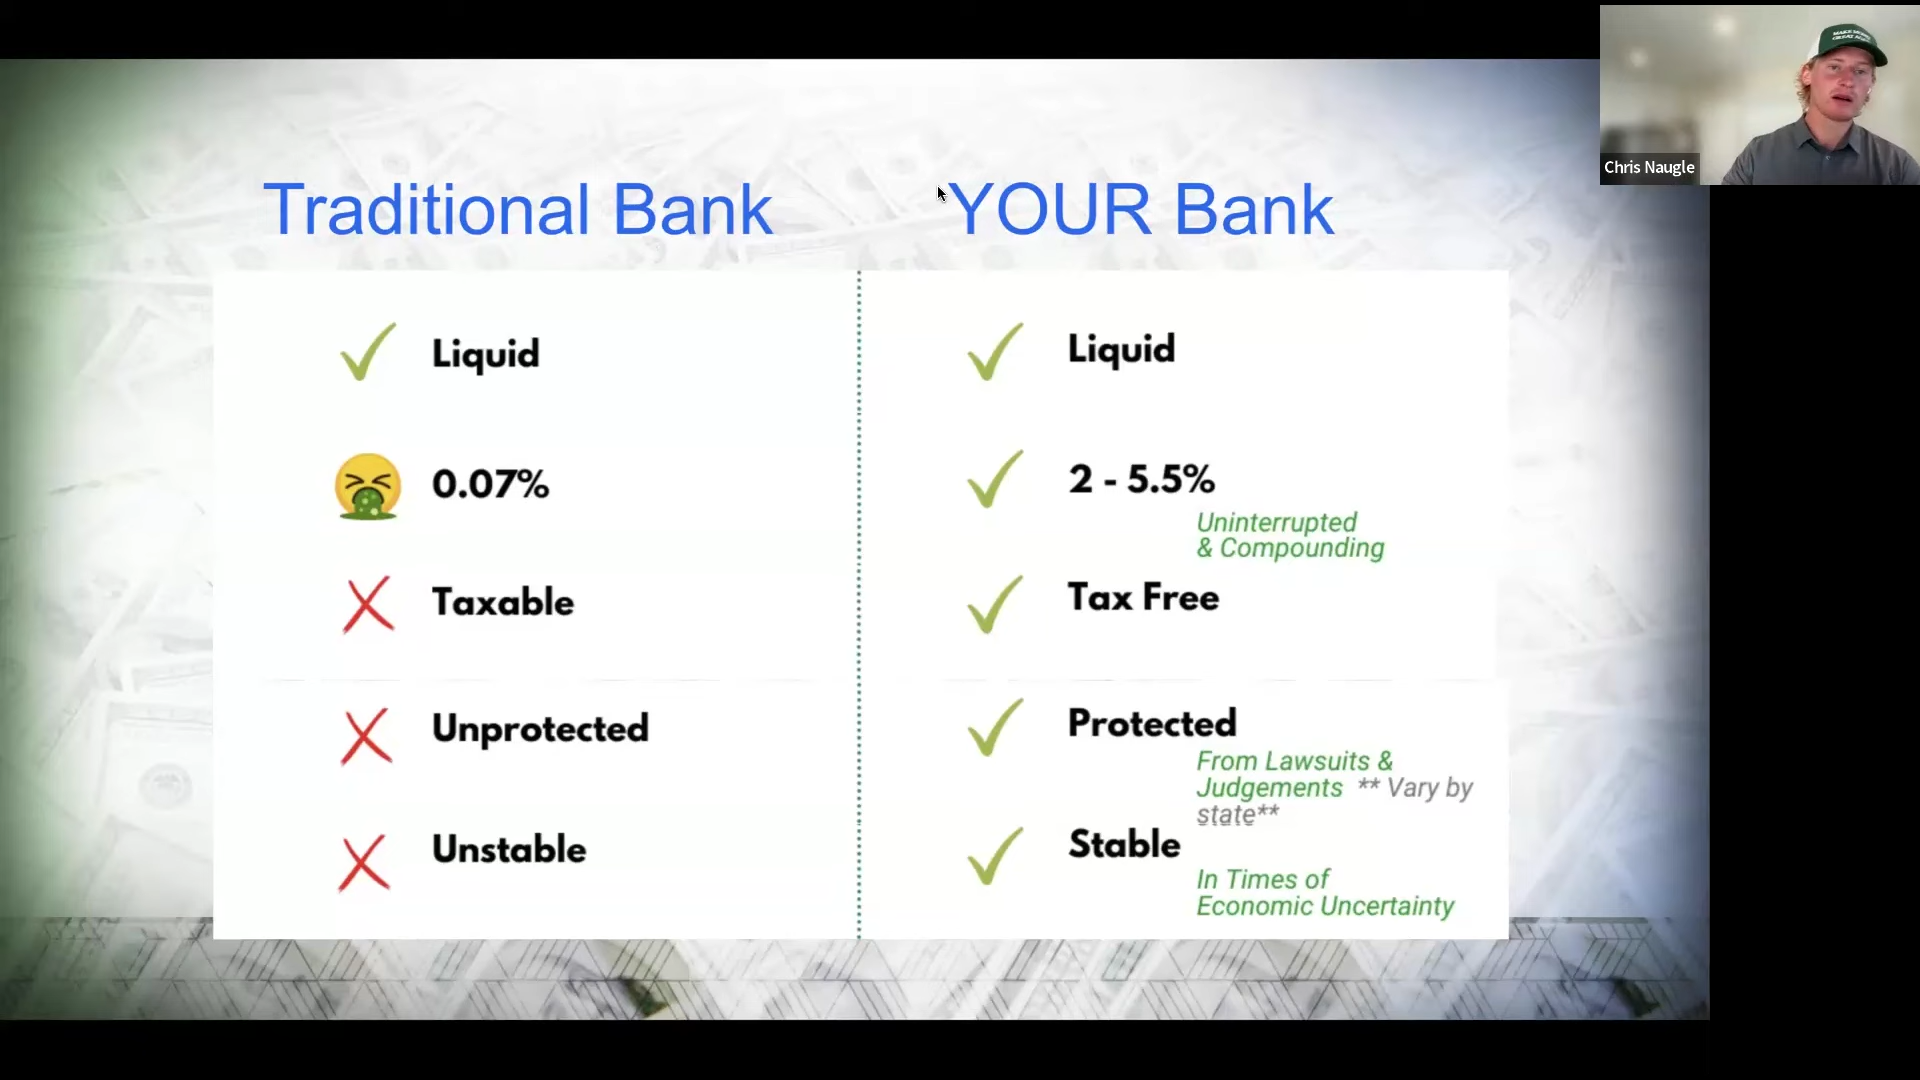 Traditional Bank
YOUR Bank
Liquid
0.07%
Taxable
Unprotected
Unstable
Liquid
2 - 5.5%
Uninterrupted
& Compounding
Tax Free
Protected
From Lawsuits &
Judgements ** Vary by
state**
Stable
In Times of
Economic Uncertainty
Chris Naugle